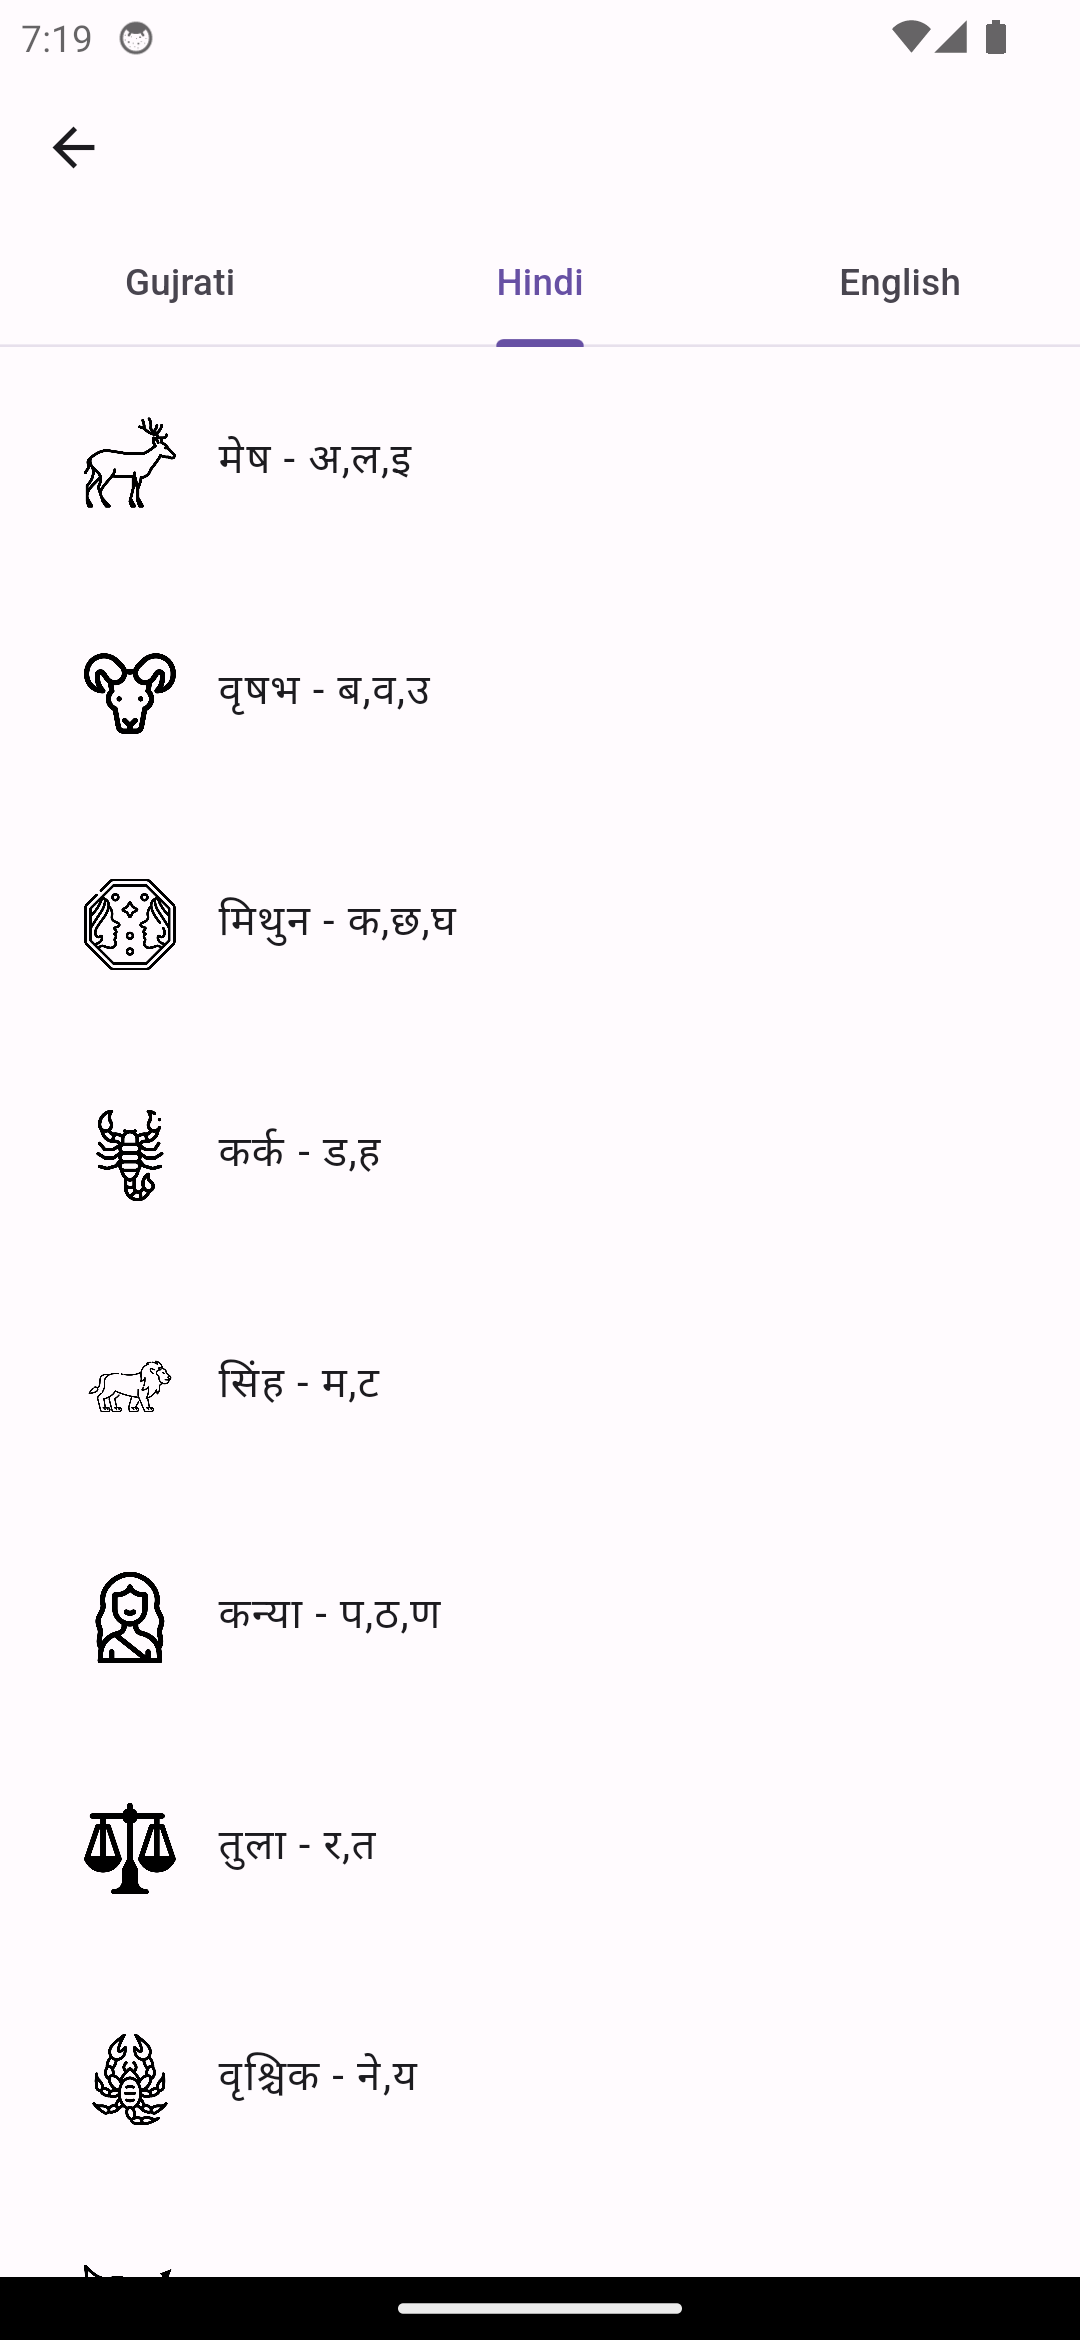 7:19
Gujrati Hindi English
मेष - अ,ल,इ
वृषभ - ब,व,उ
मिथुन - क,छ,घ
कर्क - ड,ह
सिंह - म,ट
कन्या - प,ठ,ण
तुला - र,त
वृश्चिक - ने,य